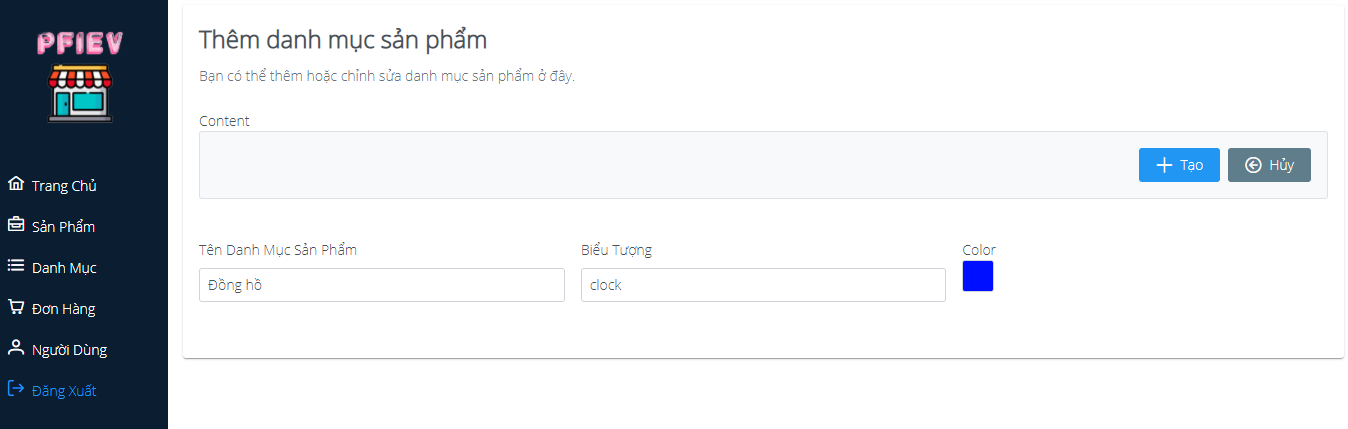 PFIEV
Trang Chủ
Sản Phẩm
Danh Mục
Đơn Hàng
Người Dùng
Đăng Xuất
Thêm danh mục sản phẩm
Bạn có thể thêm hoặc chỉnh sửa danh mục sản phẩm ở đây.
Content
Tạo
Hủy
Tên Danh Mục Sản Phẩm
Đồng hồ
Biểu Tượng
clock
Color